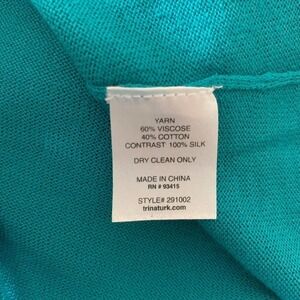 YARN
60% VISCOSE
40% COTTON
CONTRAST 100% SILK
DRY CLEAN ONLY
MADE IN CHINA
RN # 93415
STYLE# 291002
trinaturk.com